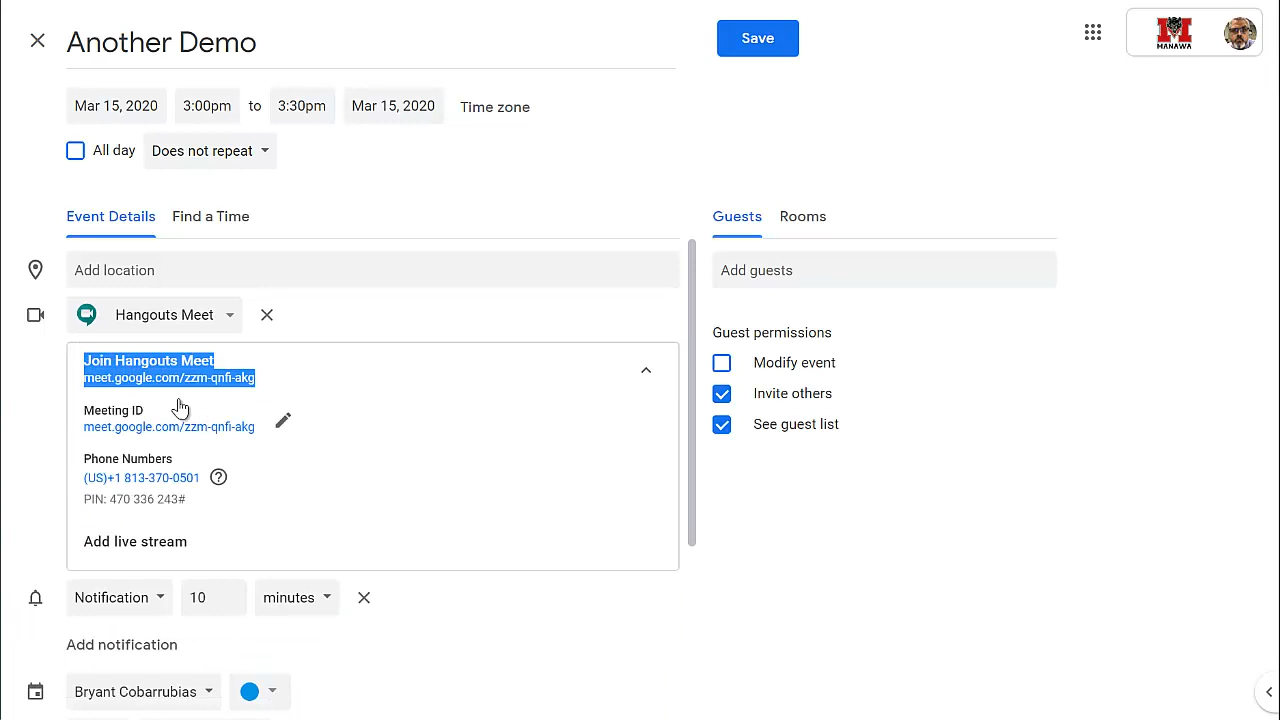 Another Demo
Save
MANAWA
Mar 15, 2020 3:00pm to 3:30pm Mar 15, 2020 Time zone
All day Does not repeat
Event Details Find a Time
Guests Rooms
Add location
Add guests
Hangouts Meet
Guest permissions
Join Hangouts Meet
meet.google.com/zzm-qnfi-akg
Modify event
Invite others
See guest list
Meeting ID
meet.google.com/zzm-qnfi-akg
Phone Numbers
(US)+1 813-370-0501
PIN: 470 336 243#
Add live stream
Notification 10 minutes
Add notification
Bryant Cobarrubias